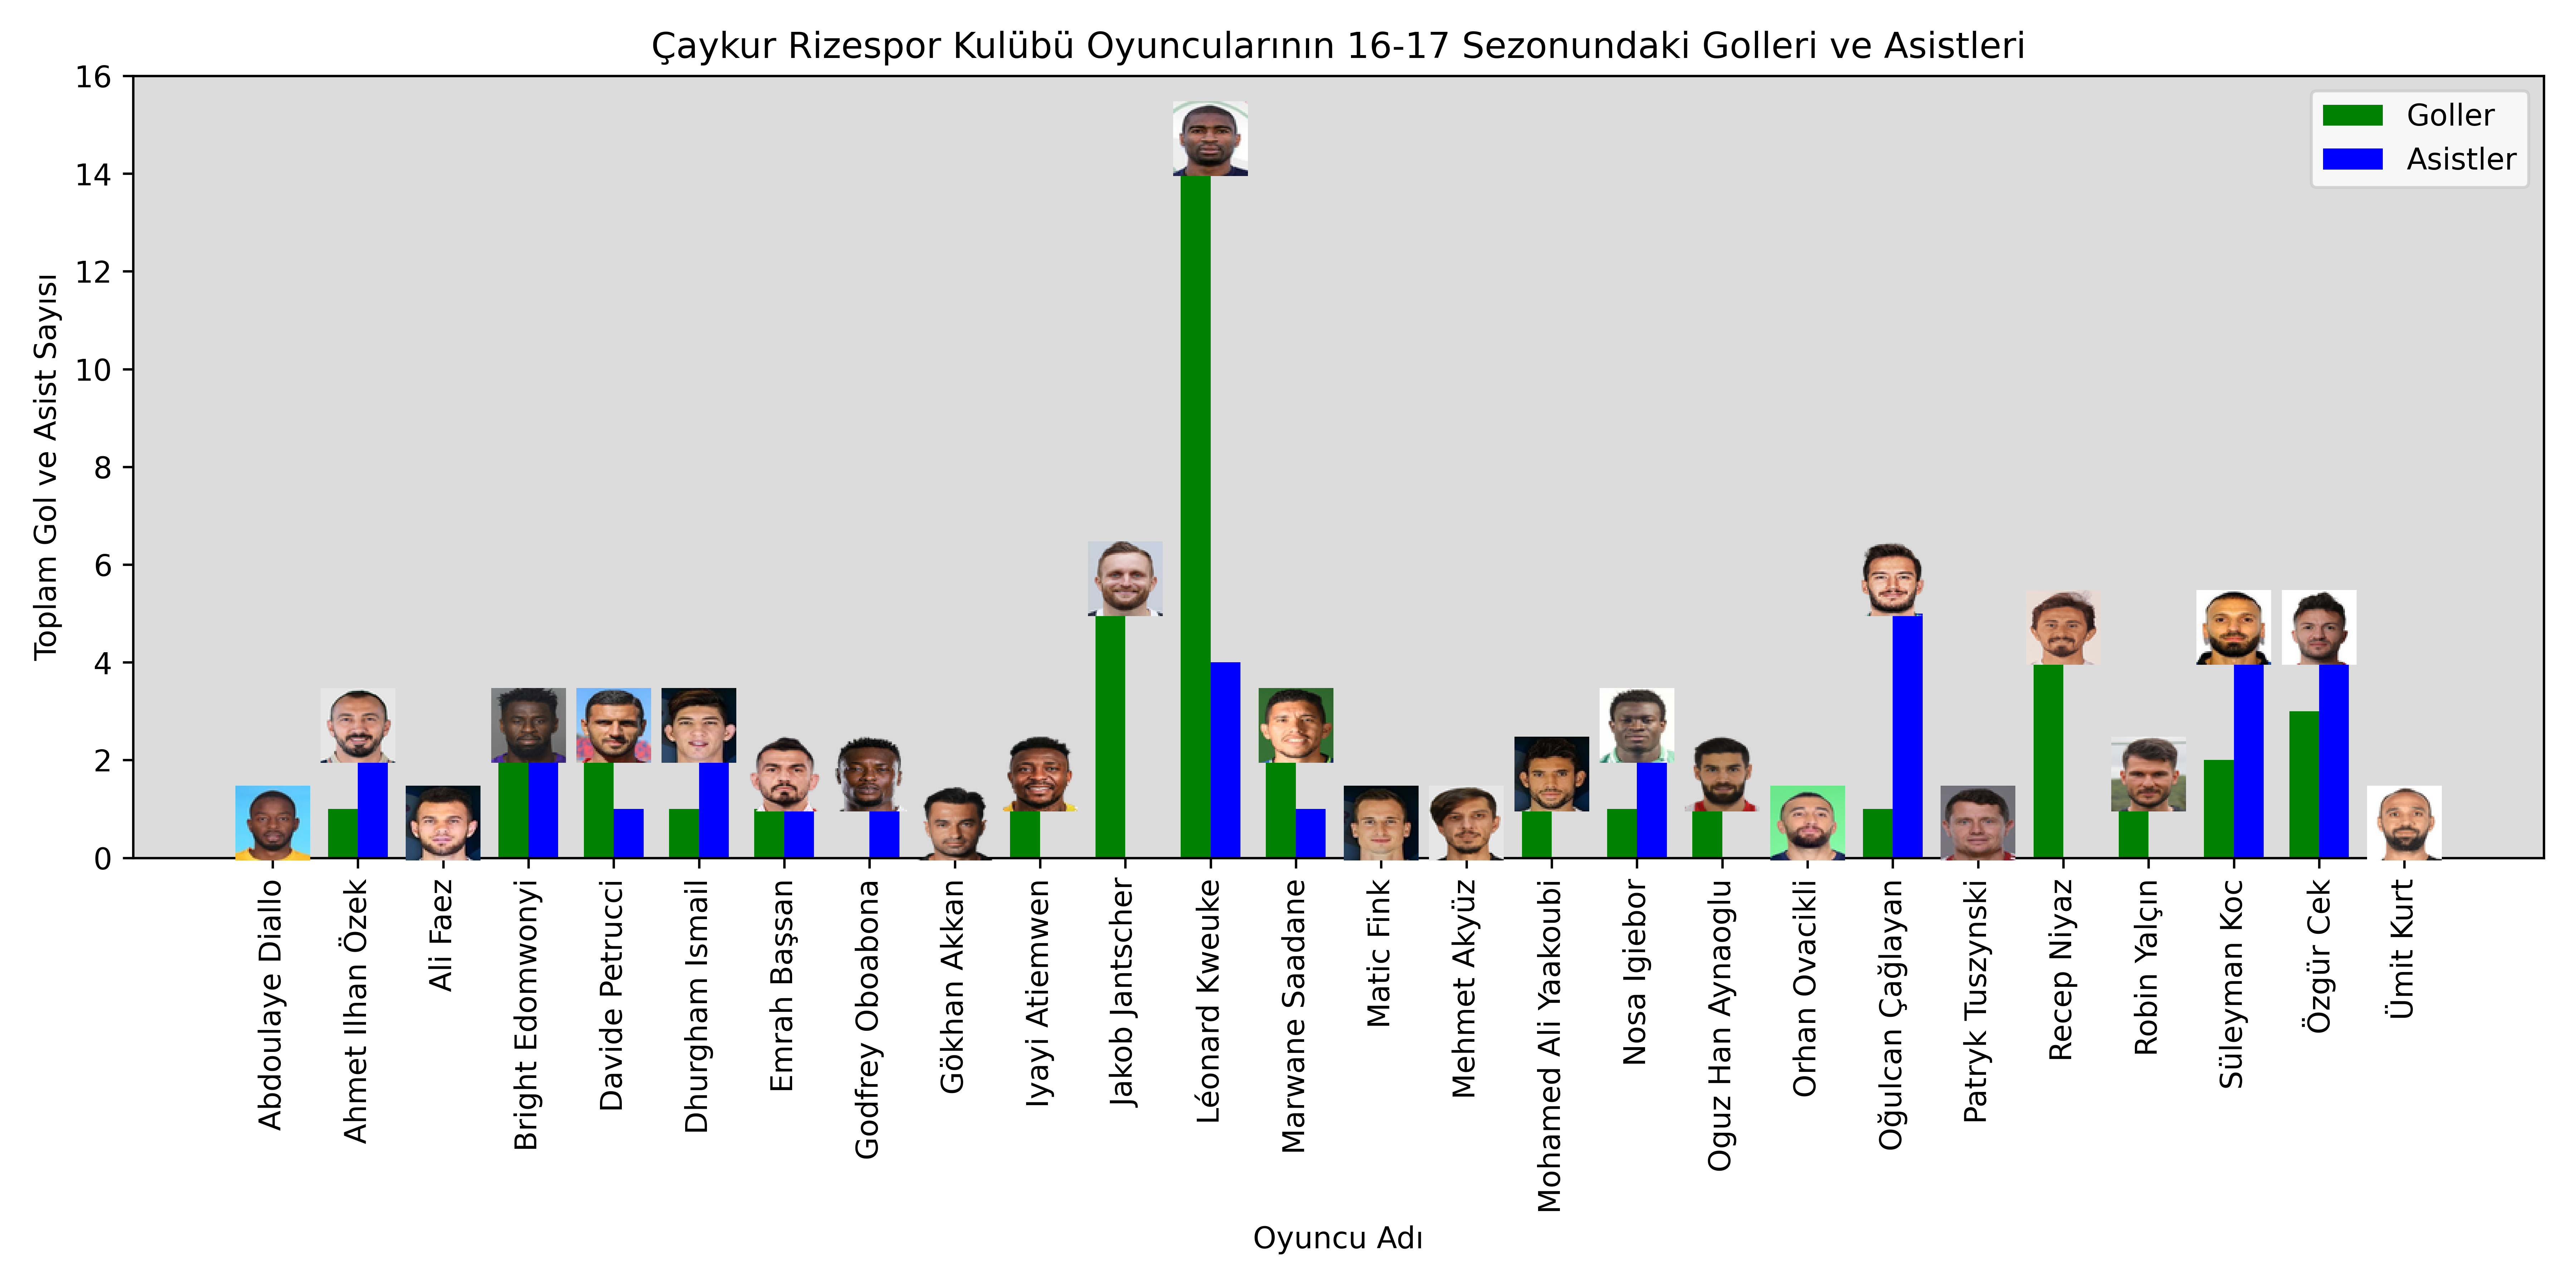 Çaykur Rizespor Kulübü Oyuncularının 16-17 Sezonundaki Golleri ve Asistleri
Toplam Gol ve Asist Sayısı
16
14
12
10
8
6
4
2
0
Goller
Asistler
Abdoulaye Diallo
Ahmet Ilhan Özek
Ali Faez
Bright Edomwonyi
Davide Petrucci
Dhurgham Ismail
Emrah Başsan
Godfrey Oboabona
Gökhan Akkan
Iyayi Atiemwen
Jakob Jantscher
Léonard Kweuke
Marwane Saadane
Matic Fink
Mehmet Akyüz
Mohamed Ali Yaakoubi
Nosa Igiebor
Oguz Han Aynaoglu
Orhan Ovacikli
Oğulcan Çağlayan
Patryk Tuszynski
Recep Niyaz
Robin Yalçın
Süleyman Koc
Özgür Cek
Ümit Kurt
Oyuncu Adı